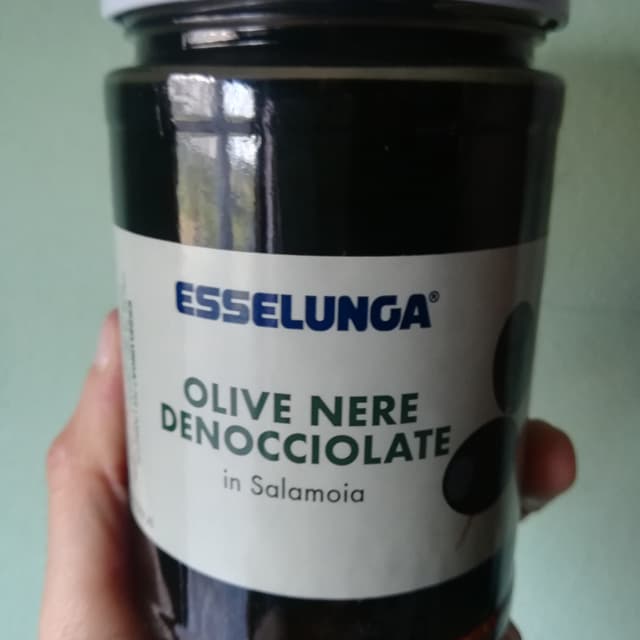 ESSELUNGA®
OLIVE NERE
DENOCCIOLATE
in Salamoia